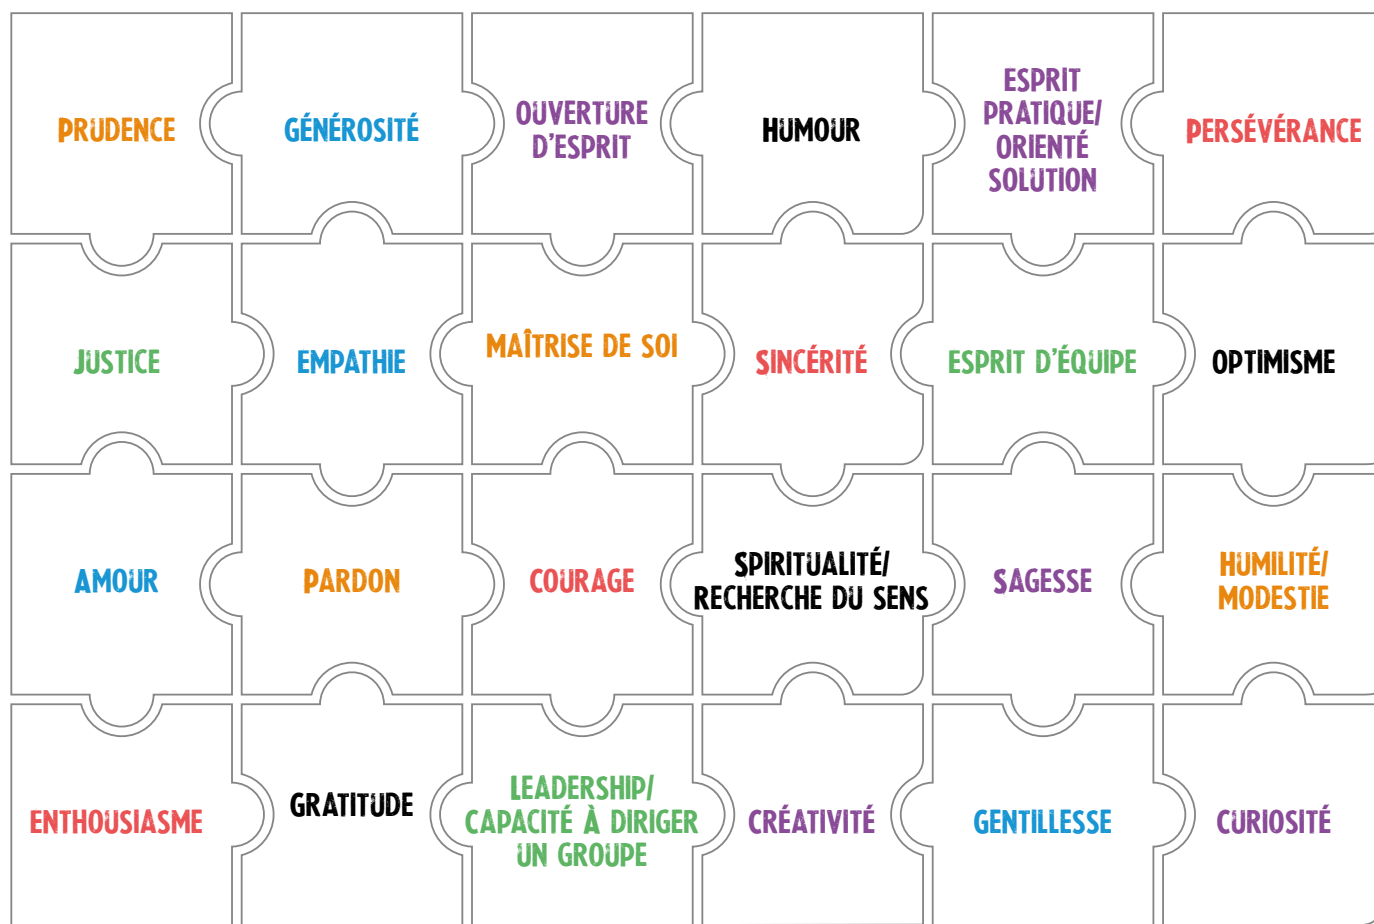 PRUDENCE
GÉNÉROSITÉ
OUVERTURE
D'ESPRIT
HUMOUR
ESPRIT
PRATIQUE/
ORIENTÉ
SOLUTION
PERSÉVÉRANCE
JUSTICE
EMPATHIE
MAÎTRISE DE SOI
SINCÉRITÉ
ESPRIT D'ÉQUIPE
OPTIMISME
AMOUR
PARDON
COURAGE
SPIRITUALITÉ/
RECHERCHE DU SENS
SAGESSE
HUMILITÉ/
MODESTIE
ENTHOUSIASME
GRATITUDE
LEADERSHIP/
CAPACITÉ À DIRIGER
UN GROUPE
CRÉATIVITÉ
GENTILLESSE
CURIOSITÉ